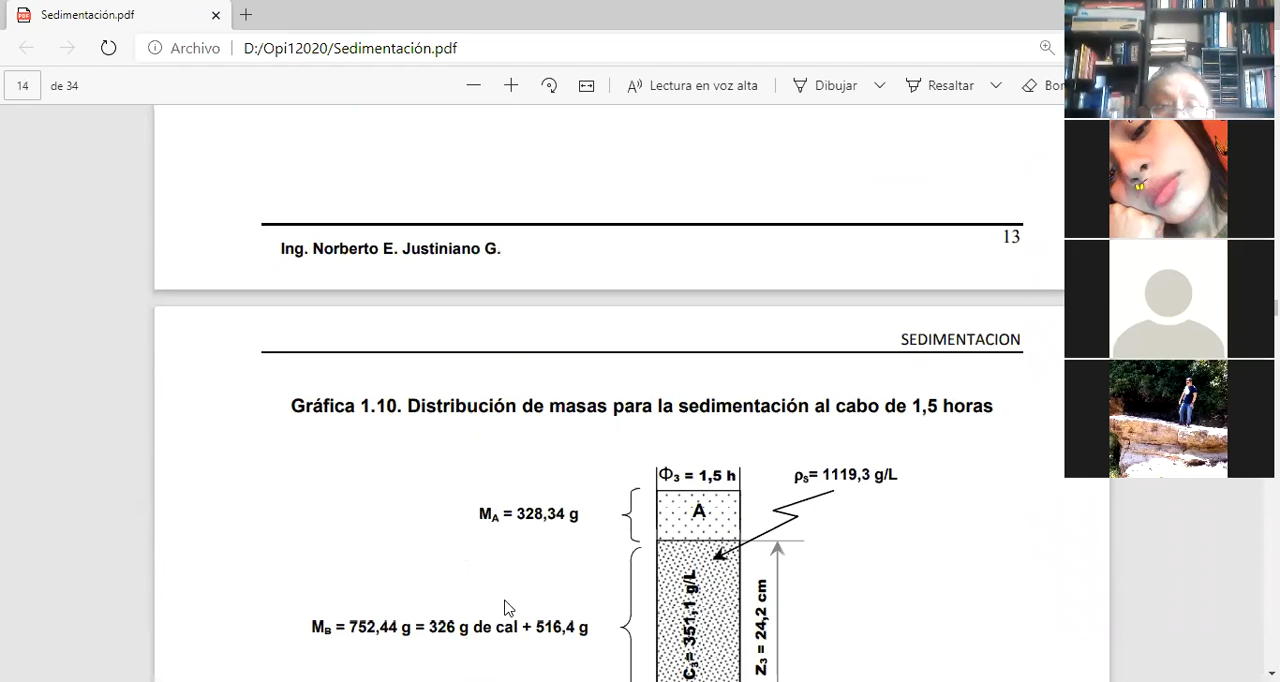 Sedimentación.pdf
Archivo D:/Opi12020/Sedimentación.pdf
14 de 34 Lectura en voz alta Dibujar Resaltar Bor
13
Ing. Norberto E. Justiniano G.
SEDIMENTACION
Gráfica 1.10. Distribución de masas para la sedimentación al cabo de 1,5 horas
Φ3 = 1,5 h ρs= 1119,3 g/L
MA = 328,34 g A
C3= 351,1 g/L
Z3 = 24,2 cm
MB = 752,44 g = 326 g de cal + 516,4 g